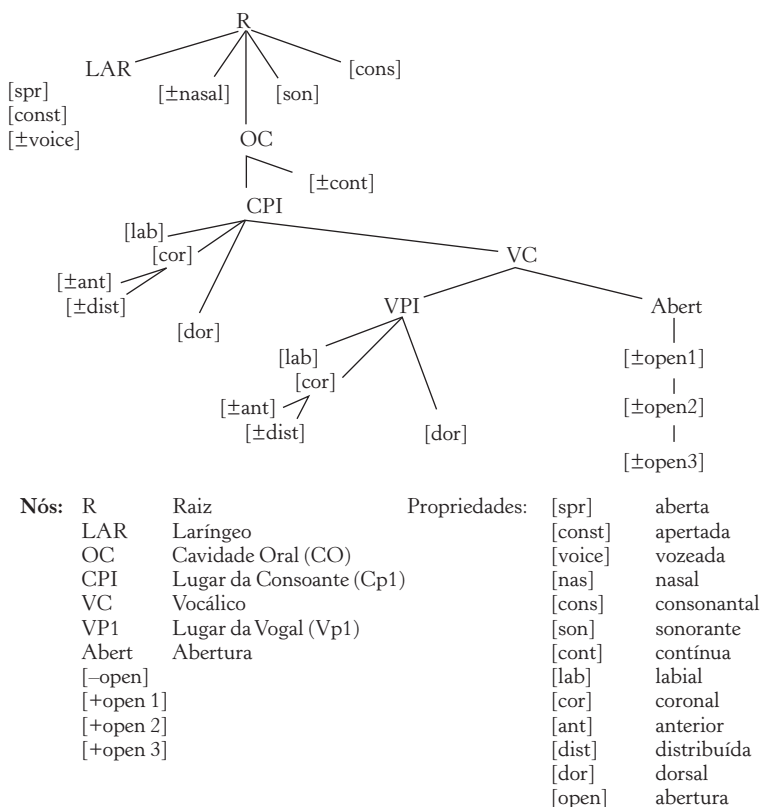 R
LAR
[±nasal]
[son]
[cons]
[spr]
[const]
[±voice]
OC
[±cont]
CPI
[lab]
[cor]
[±ant]
[±dist]
[dor]
VC
VPI
Abert
[lab]
[cor]
[±ant]
[±dist]
[dor]
[±open1]
[±open2]
[±open3]
Nós: R Raiz
LAR Laríngeo
OC Cavidade Oral (CO)
CPI Lugar da Consoante (Cp1)
VC Vocálico
VP1 Lugar da Vogal (Vp1)
Abert Abertura
[–open]
[+open 1]
[+open 2]
[+open 3]
Propriedades: [spr] aberta
[const] apertada
[voice] vozeada
[nas] nasal
[cons] consonantal
[son] sonorante
[cont] contínua
[lab] labial
[cor] coronal
[ant] anterior
[dist] distribuída
[dor] dorsal
[open] abertura